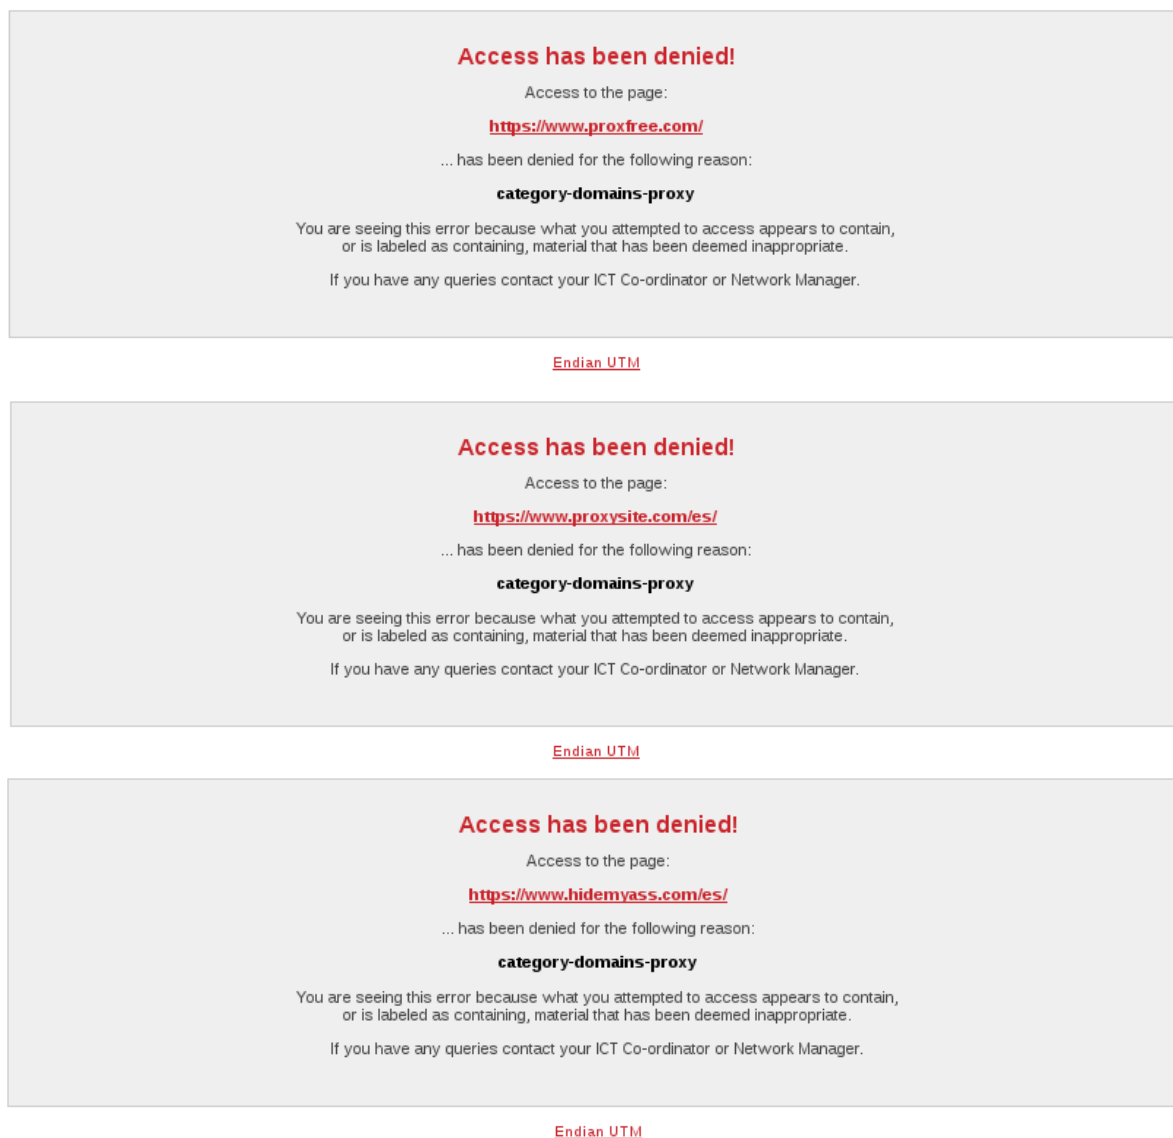 Access has been denied!
Access to the page:
https://www.proxfree.com/
... has been denied for the following reason:
category-domains-proxy
You are seeing this error because what you attempted to access appears to contain,
or is labeled as containing, material that has been deemed inappropriate.
If you have any queries contact your ICT Co-ordinator or Network Manager.
Endian UTM
Access has been denied!
Access to the page:
https://www.proxysite.com/es/
... has been denied for the following reason:
category-domains-proxy
You are seeing this error because what you attempted to access appears to contain,
or is labeled as containing, material that has been deemed inappropriate.
If you have any queries contact your ICT Co-ordinator or Network Manager.
Endian UTM
Access has been denied!
Access to the page:
https://www.hidemyass.com/es/
... has been denied for the following reason:
category-domains-proxy
You are seeing this error because what you attempted to access appears to contain,
or is labeled as containing, material that has been deemed inappropriate.
If you have any queries contact your ICT Co-ordinator or Network Manager.
Endian UTM